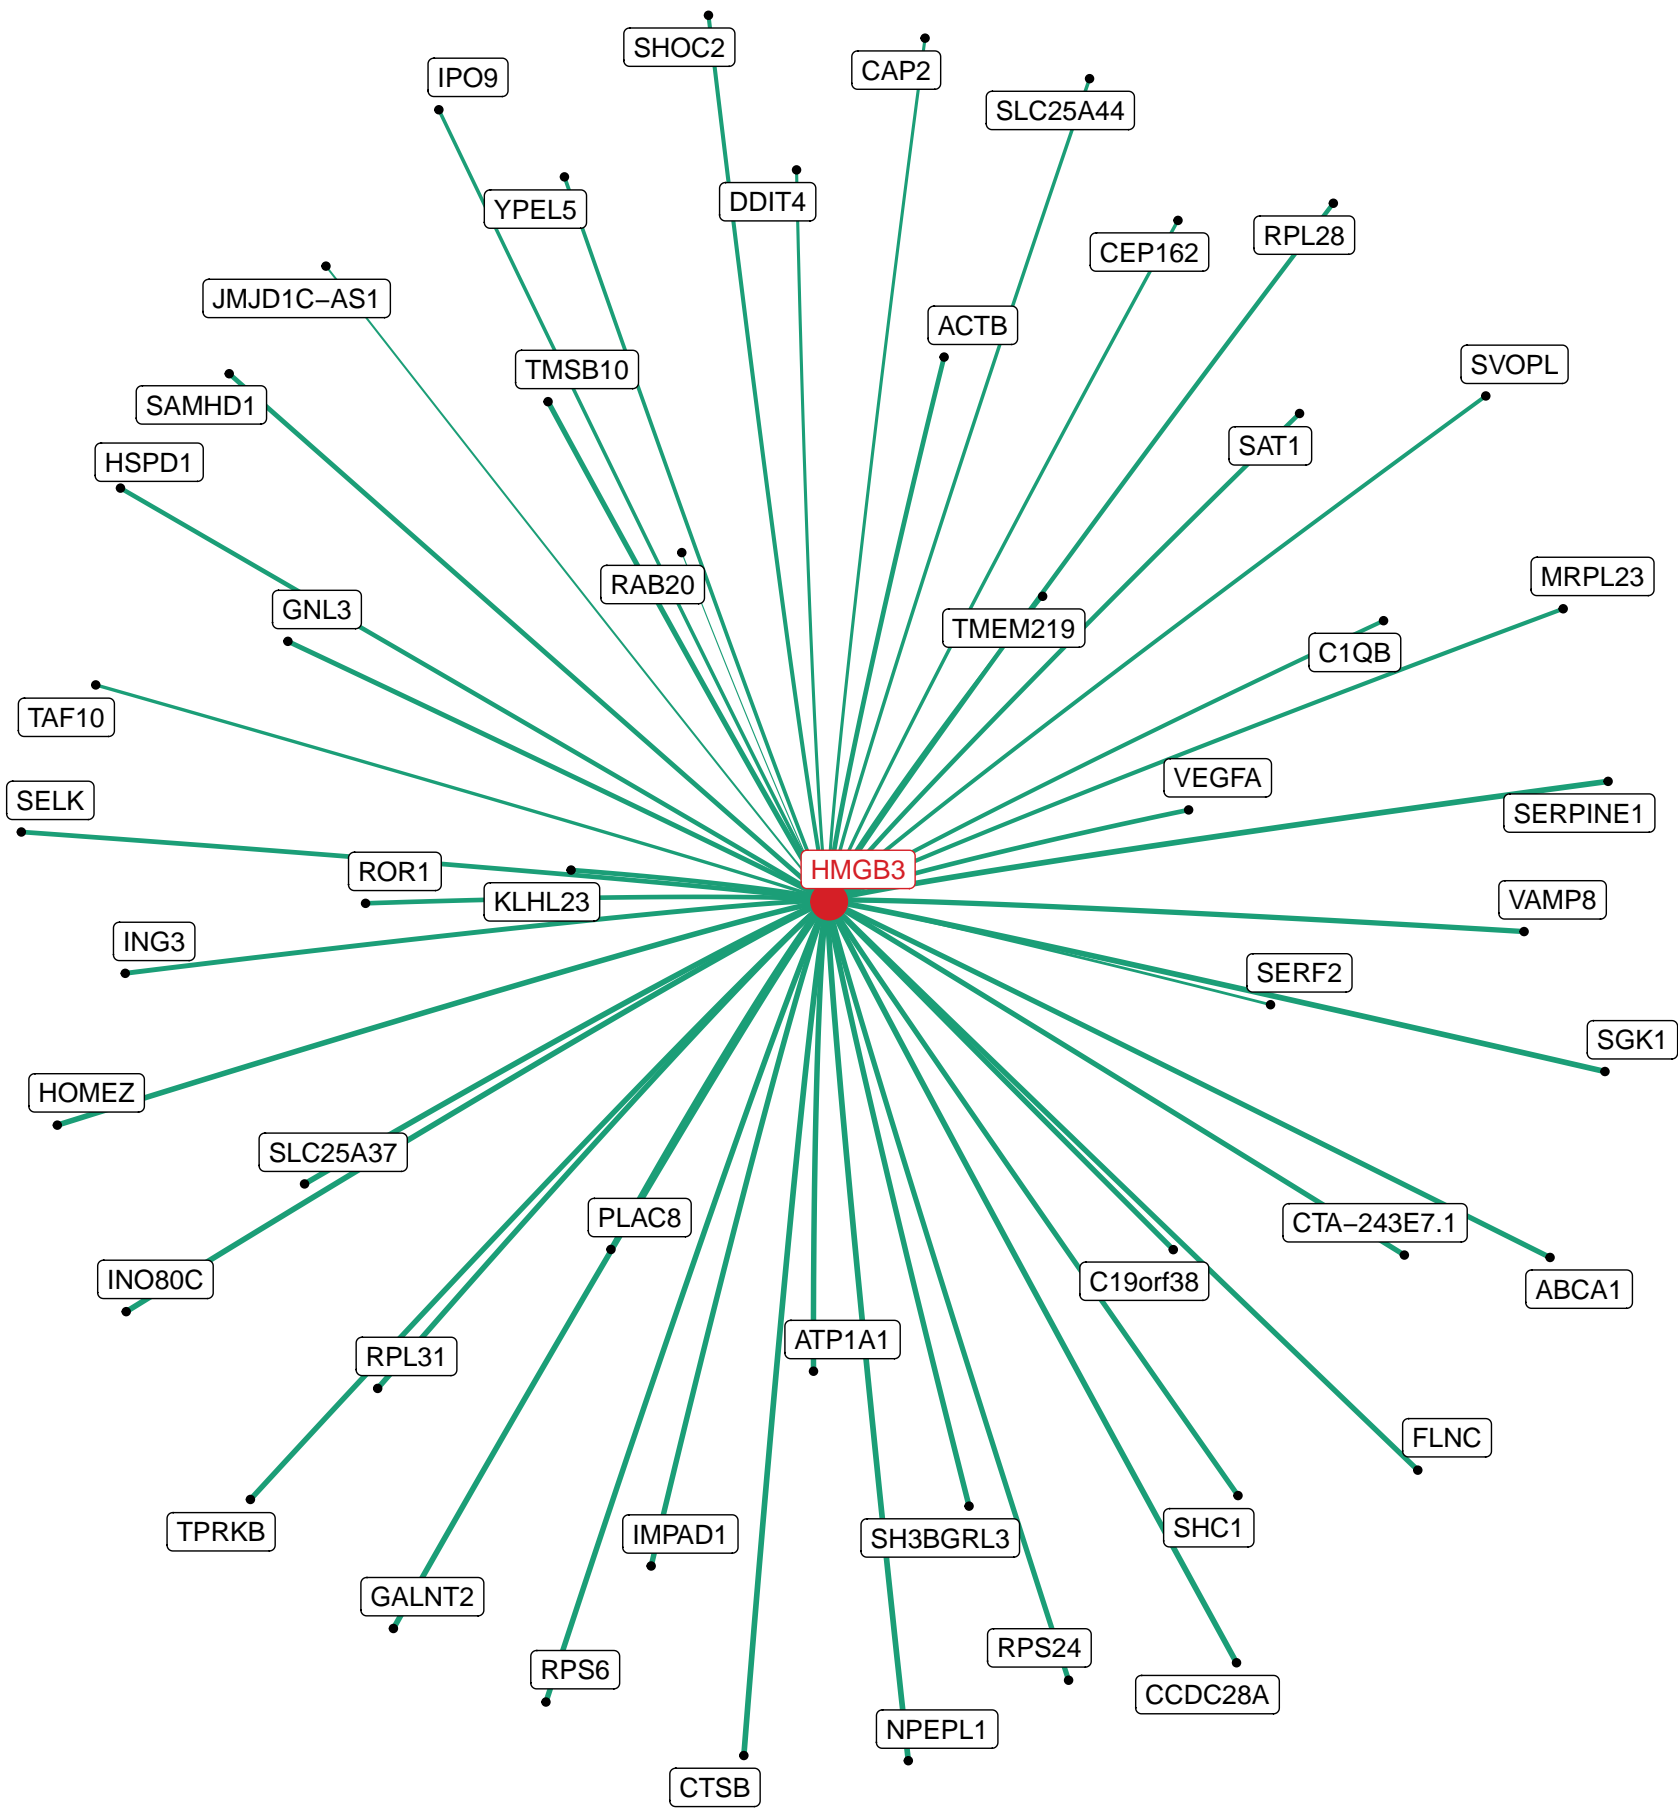 SHOC2
CAP2
IPO9
SLC25A44
YPEL5
DDIT4
RPL28
CEP162
JMJD1C−AS1
ACTB
TMSB10
SVOPL
SAMHD1
SAT1
HSPD1
MRPL23
RAB20
GNL3
TMEM219
C1QB
TAF10
VEGFA
SELK
SERPINE1
HMGB3
ROR1
VAMP8
KLHL23
ING3
SERF2
SGK1
HOMEZ
SLC25A37
PLAC8
CTA−243E7.1
INO80C
C19orf38
ABCA1
ATP1A1
RPL31
FLNC
SHC1
TPRKB
IMPAD1
SH3BGRL3
GALNT2
RPS24
RPS6
CCDC28A
NPEPL1
CTSB